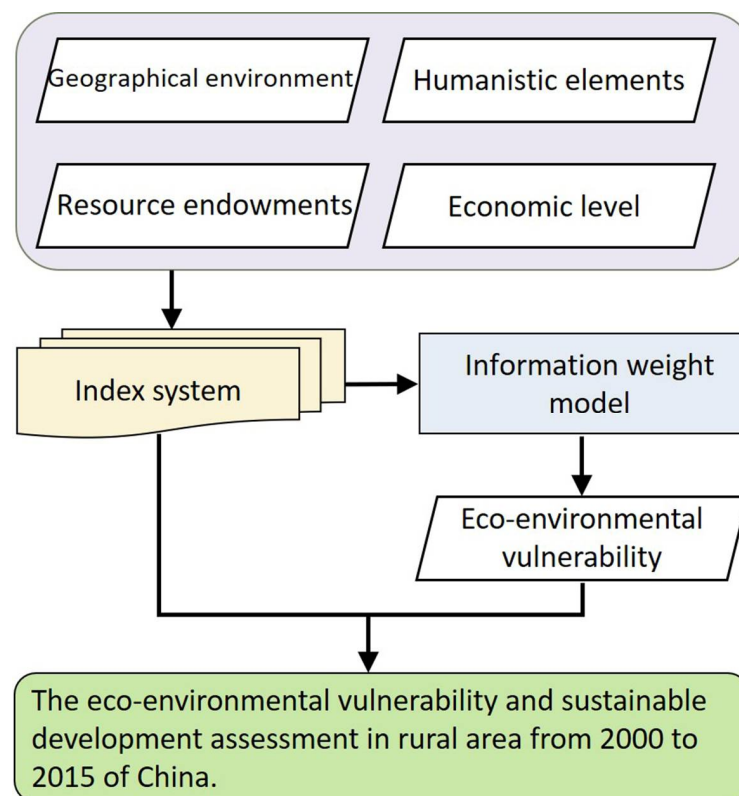 Geographical environment
Humanistic elements
Resource endowments
Economic level
Index system
Information weight
model
Eco-environmental
vulnerability
The eco-environmental vulnerability and sustainable
development assessment in rural area from 2000 to
2015 of China.